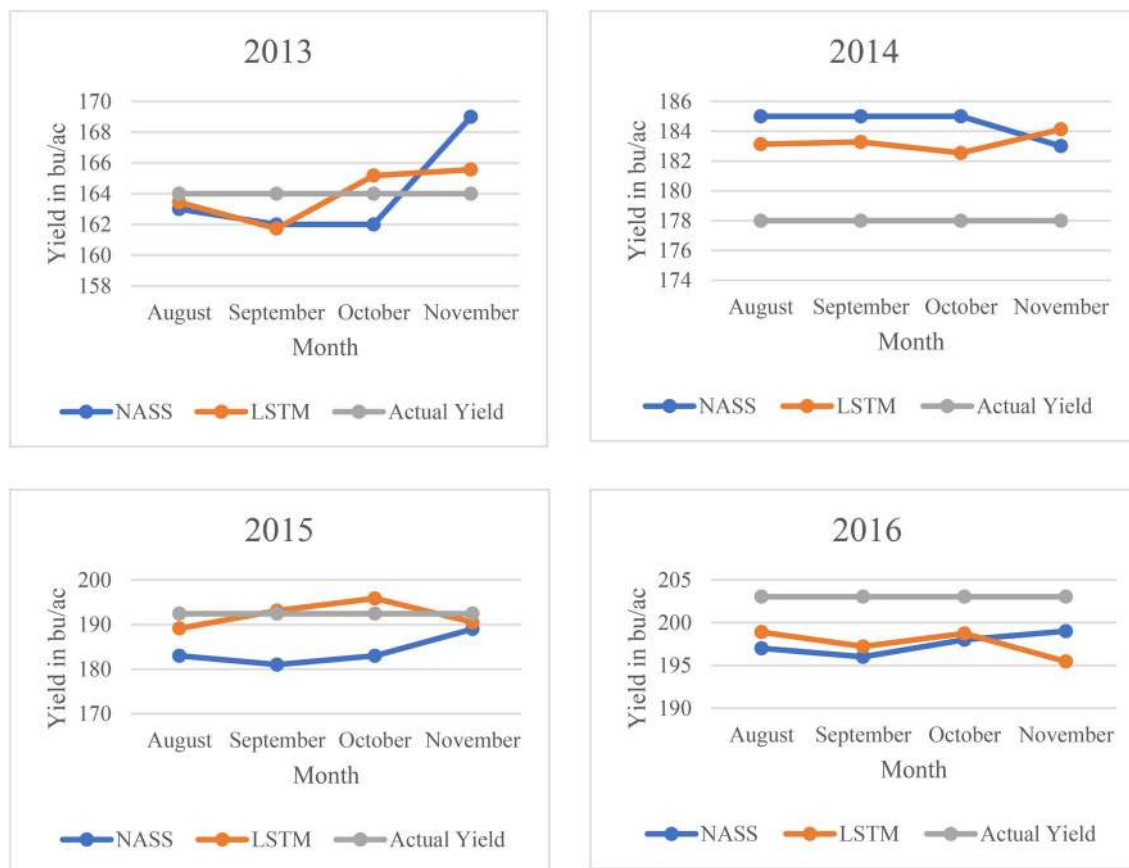 2013
170
168
166
164
162
160
158
Yield in bu/ac
August September October November
Month
NASS LSTM Actual Yield
2014
186
184
182
180
178
176
174
Yield in bu/ac
August September October November
Month
NASS LSTM Actual Yield
2015
200
190
180
170
Yield in bu/ac
August September October November
Month
NASS LSTM Actual Yield
2016
205
200
195
190
Yield in bu/ac
August September October November
Month
NASS LSTM Actual Yield